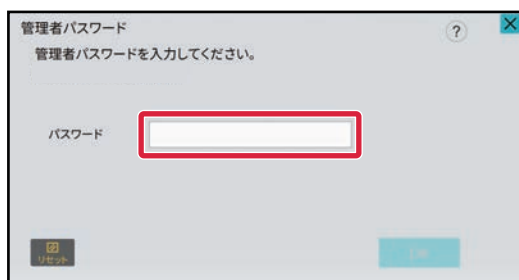 管理者パスワード
?
管理者パスワードを入力してください。
パスワード
リセット